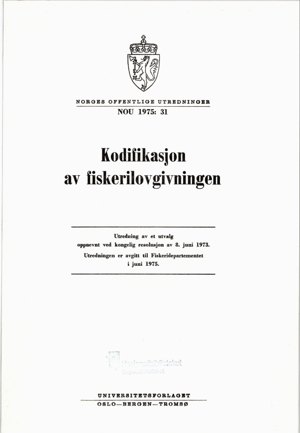 NORGES OFFENTLIGE UTREDNINGER
NOU 1975: 31
Kodifikasjon
av fiskerilovgivningen
Utredning av et utvalg
oppnevnt ved kongelig resolusjon av 8. juni 1973.
Utredningen er avgitt til Fiskeridepartementet
i juni 1975.
UNIVERSITETSFORLAGET
OSLO—BERGEN—TROMSØ